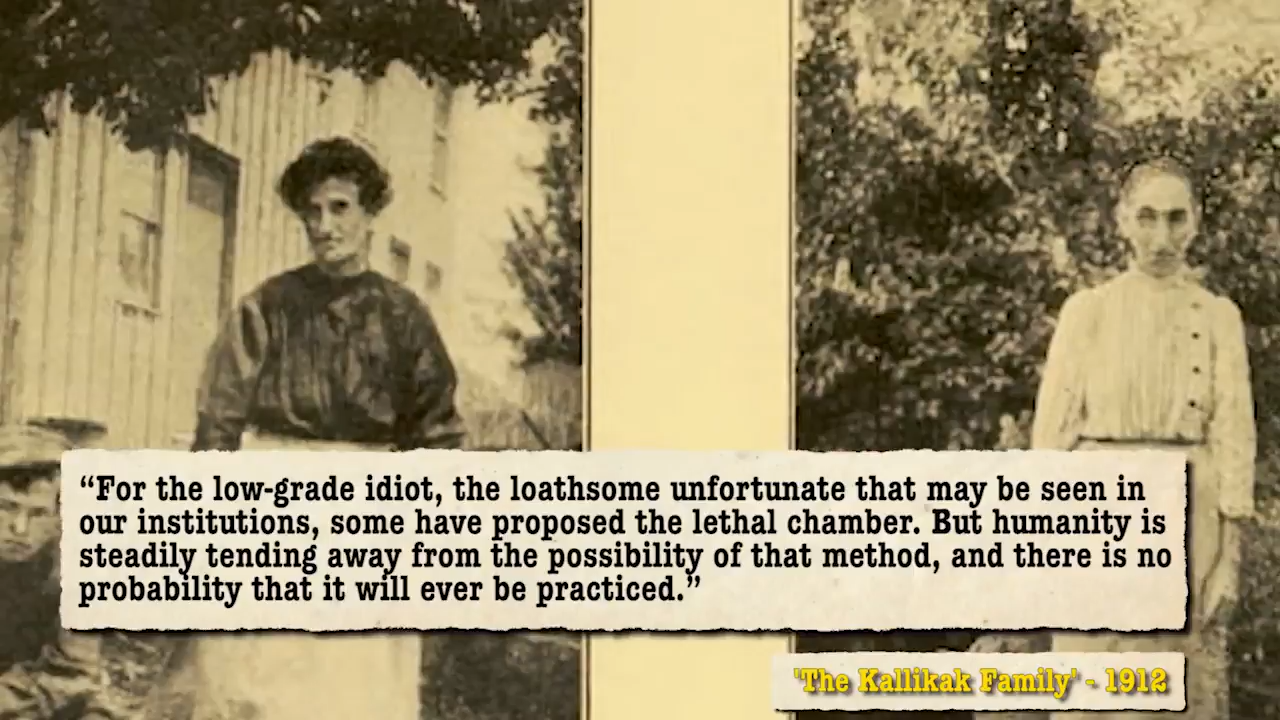 “For the low-grade idiot, the loathsome unfortunate that may be seen in
our institutions, some have proposed the lethal chamber. But humanity is
steadily tending away from the possibility of that method, and there is no
probability that it will ever be practiced.”
'The Kallikak Family' - 1912